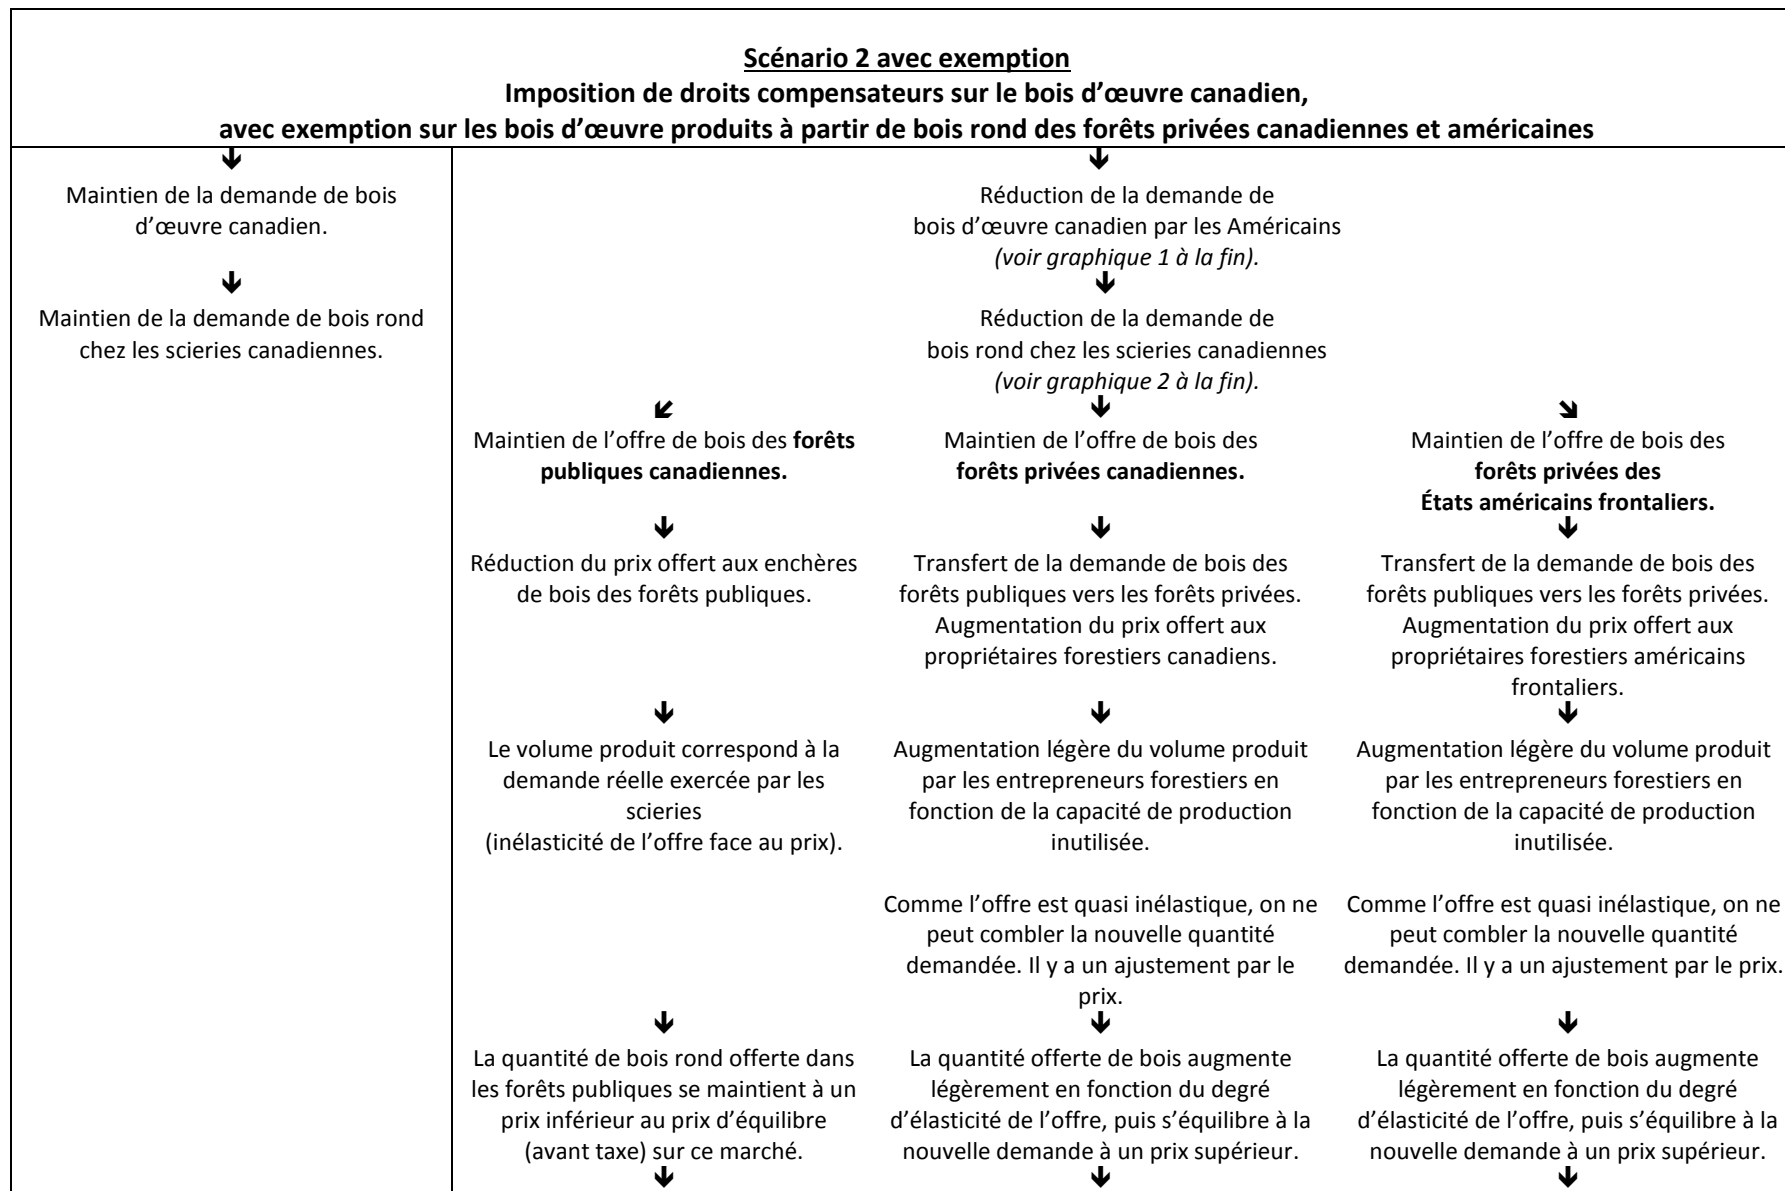 Scénario 2 avec exemption
Imposition de droits compensateurs sur le bois d’œuvre canadien,
avec exemption sur les bois d’œuvre produits à partir de bois rond des forêts privées canadiennes et américaines
Maintien de la demande de bois
d’œuvre canadien.
Maintien de la demande de bois rond
chez les scieries canadiennes.
Réduction de la demande de
bois d’œuvre canadien par les Américains
(voir graphique 1 à la fin).
Réduction de la demande de
bois rond chez les scieries canadiennes
(voir graphique 2 à la fin).
Maintien de l’offre de bois des forêts
publiques canadiennes.
Réduction du prix offert aux enchères
de bois des forêts publiques.
Le volume produit correspond à la
demande réelle exercée par les
scieries
(inélasticité de l’offre face au prix).
La quantité de bois rond offerte dans
les forêts publiques se maintient à un
prix inférieur au prix d’équilibre
(avant taxe) sur ce marché.
Maintien de l’offre de bois des
forêts privées canadiennes.
Transfert de la demande de bois des
forêts publiques vers les forêts privées.
Augmentation du prix offert aux
propriétaires forestiers canadiens.
Augmentation légère du volume produit
par les entrepreneurs forestiers en
fonction de la capacité de production
inutilisée.
Comme l’offre est quasi inélastique, on ne
peut combler la nouvelle quantité
demandée. Il y a un ajustement par le
prix.
La quantité offerte de bois augmente
légèrement en fonction du degré
d’élasticité de l’offre, puis s’équilibre à la
nouvelle demande à un prix supérieur.
Maintien de l’offre de bois des
forêts privées des
États américains frontaliers.
Transfert de la demande de bois des
forêts publiques vers les forêts privées.
Augmentation du prix offert aux
propriétaires forestiers américains
frontaliers.
Augmentation légère du volume produit
par les entrepreneurs forestiers en
fonction de la capacité de production
inutilisée.
Comme l’offre est quasi inélastique, on ne
peut combler la nouvelle quantité
demandée. Il y a un ajustement par le prix.
La quantité offerte de bois augmente
légèrement en fonction du degré
d’élasticité de l’offre, puis s’équilibre à la
nouvelle demande à un prix supérieur.